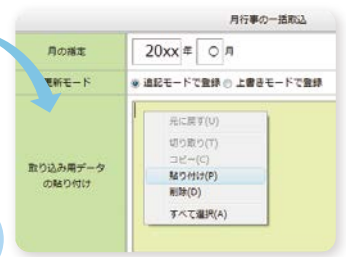 月行事の一括取込
月の指定
20xx 年 ○ 月
更新モード
追記モードで登録 上書きモードで登録
取り込み用データ
の貼り付け
元に戻す(U)
切り取り(T)
コピー(C)
貼り付け(P)
削除(D)
すべて選択(A)